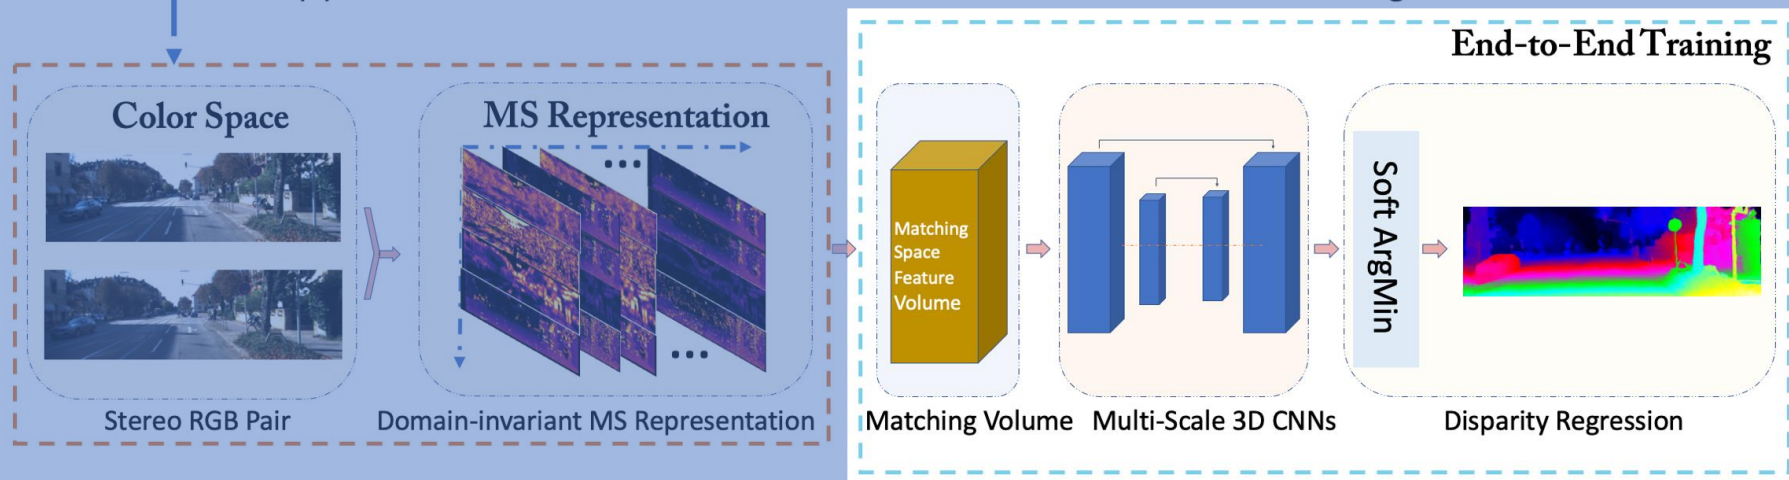 End-to-End Training
Color Space
MS Representation
Matching
Space
Feature
Volume
Soft ArgMin
Stereo RGB Pair
Domain-invariant MS Representation
Matching Volume
Multi-Scale 3D CNNs
Disparity Regression